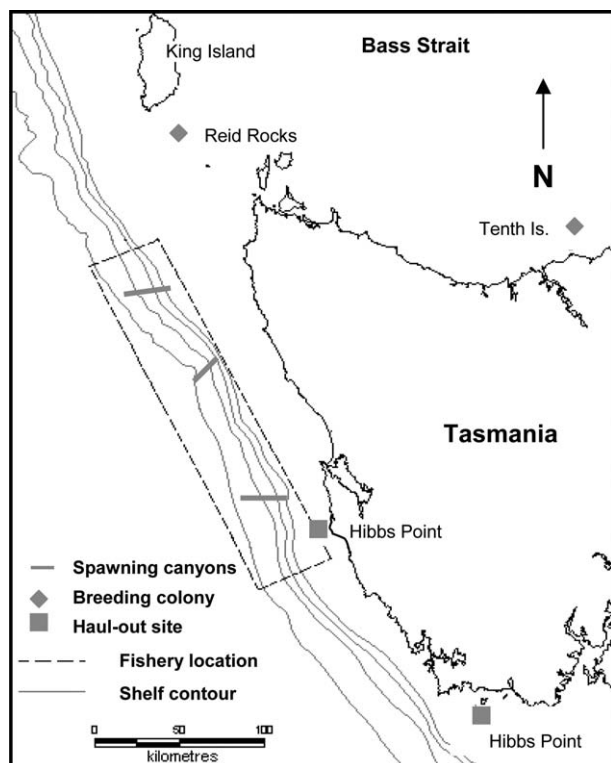 Bass Strait
King Island
Reid Rocks
N
Tenth Is.
Tasmania
Hibbs Point
Spawning canyons
Breeding colony
Haul-out site
Fishery location
Shelf contour
0 50 100
kilometres
Hibbs Point